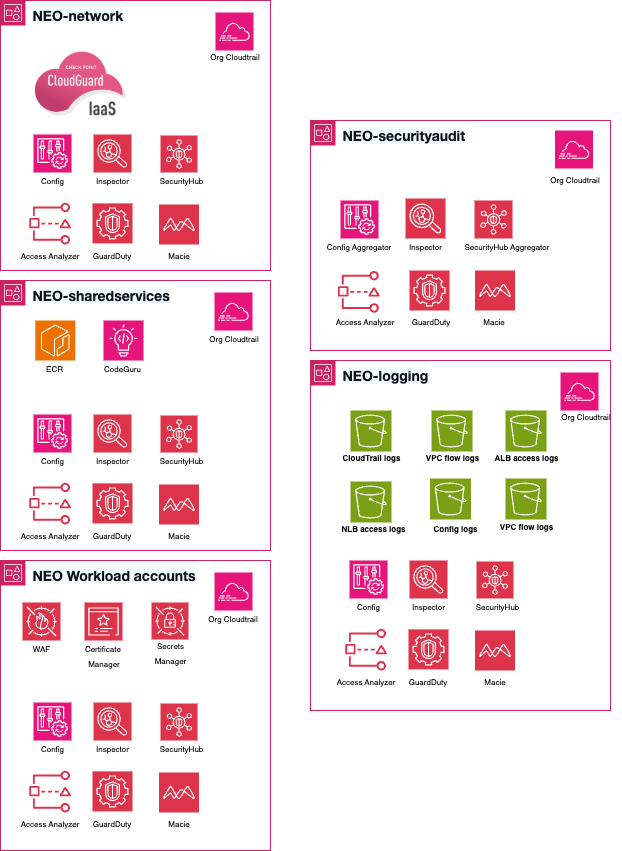 NEO-network
Org Cloudtrail
CHECK POINT
CloudGuard
IaaS
Config
Inspector
SecurityHub
Access Analyzer
GuardDuty
Macie
NEO-sharedservices
Org Cloudtrail
ECR
CodeGuru
Config
Inspector
SecurityHub
Access Analyzer
GuardDuty
Macie
NEO Workload accounts
Org Cloudtrail
WAF
Certificate
Manager
Secrets
Manager
Config
Inspector
SecurityHub
Access Analyzer
GuardDuty
Macie
NEO-securityaudit
Org Cloudtrail
Config Aggregator
Inspector
SecurityHub Aggregator
Access Analyzer
GuardDuty
Macie
NEO-logging
Org Cloudtrail
CloudTrail logs
VPC flow logs
ALB access logs
NLB access logs
Config logs
VPC flow logs
Config
Inspector
SecurityHub
Access Analyzer
GuardDuty
Macie